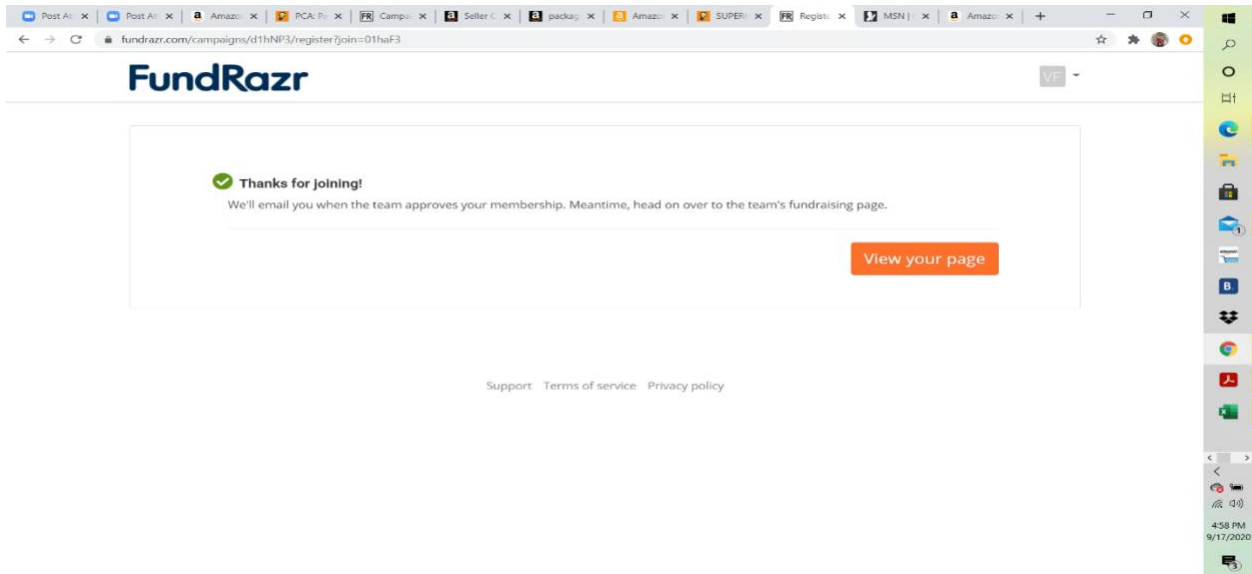 Post At
Post At
Amazo
PCA: P
Campa
Seller C
packag
Amazo
SUPER
Registe
MSN |
Amazo
fundrazr.com/campaigns/d1hNP3/register?join=01haF3
FundRazr
VF
Thanks for joining!
We'll email you when the team approves your membership. Meantime, head on over to the team's fundraising page.
View your page
Support Terms of service Privacy policy
4:58 PM
9/17/2020